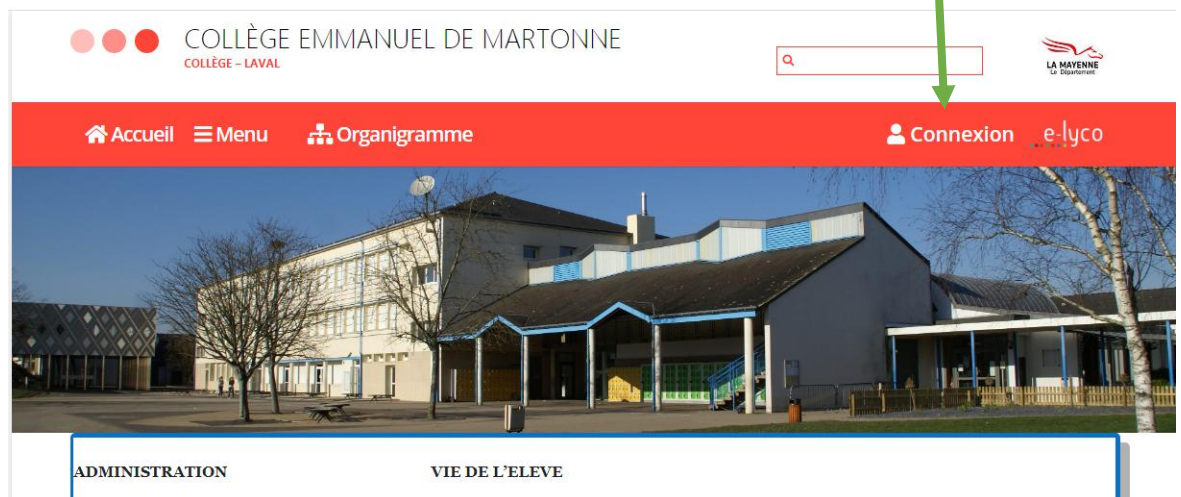 COLLÈGE EMMANUEL DE MARTONNE
COLLÈGE – LAVAL
LA MAYENNE
Le Département
Accueil Menu Organigramme Connexion e-lyco
ADMINISTRATION VIE DE L’ELEVE